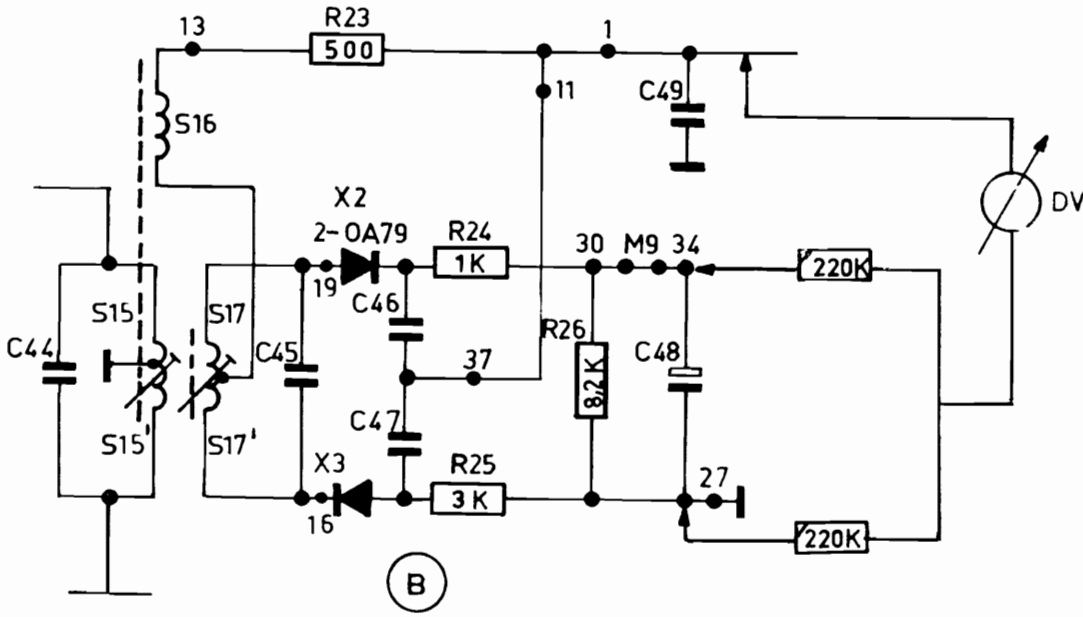 13
R23
500
1
11
C49
S16
DV
X2
2-OA79
19
R24
1K
30
M9
34
220K
S15
S17
C44
C45
C46
37
R26
8,2K
C48
C47
S15'
S17'
X3
16
R25
3K
27
220K
B